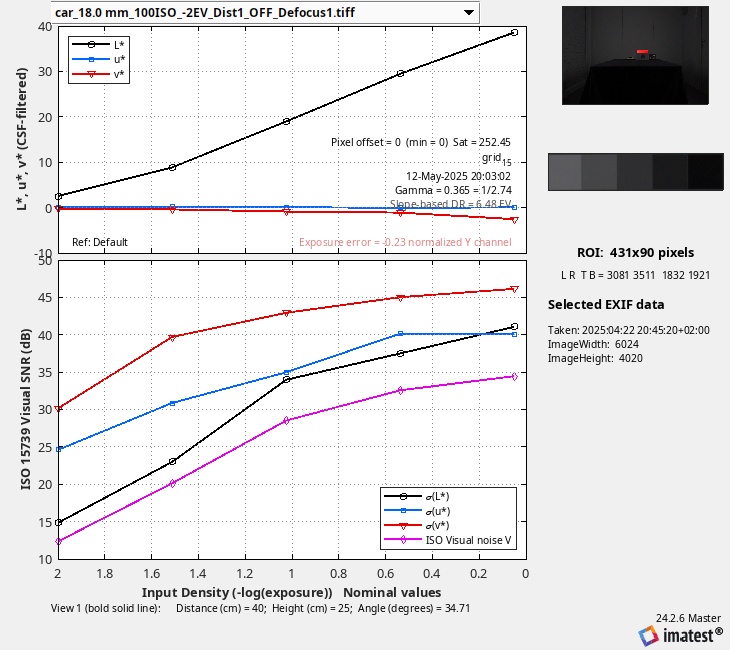 car_18.0 mm_100ISO_-2EV_Dist1_OFF_Defocus1.tiff
L*, u*, v* (CSF-filtered)
40
30
20
10
0
-10
L*
u*
v*
Pixel offset = 0 (min = 0) Sat = 252.45
grid_15
12-May-2025 20:03:02
Gamma = 0.365 = 1/2.74
Slope-based DR = 6.48 EV
Ref: Default
Exposure error = -0.23 normalized Y channel
ROI: 431x90 pixels
L R T B = 3081 3511 1832 1921
Selected EXIF data
Taken: 2025:04:22 20:45:20+02:00
ImageWidth: 6024
ImageHeight: 4020
ISO 15739 Visual SNR (dB)
50
45
40
35
30
25
20
15
10
σ(L*)
σ(u*)
σ(v*)
ISO Visual noise V
2 1.8 1.6 1.4 1.2 1 0.8 0.6 0.4 0.2 0
Input Density (-log(exposure)) Nominal values
View 1 (bold solid line): Distance (cm) = 40; Height (cm) = 25; Angle (degrees) = 34.71
24.2.6 Master
imatest®